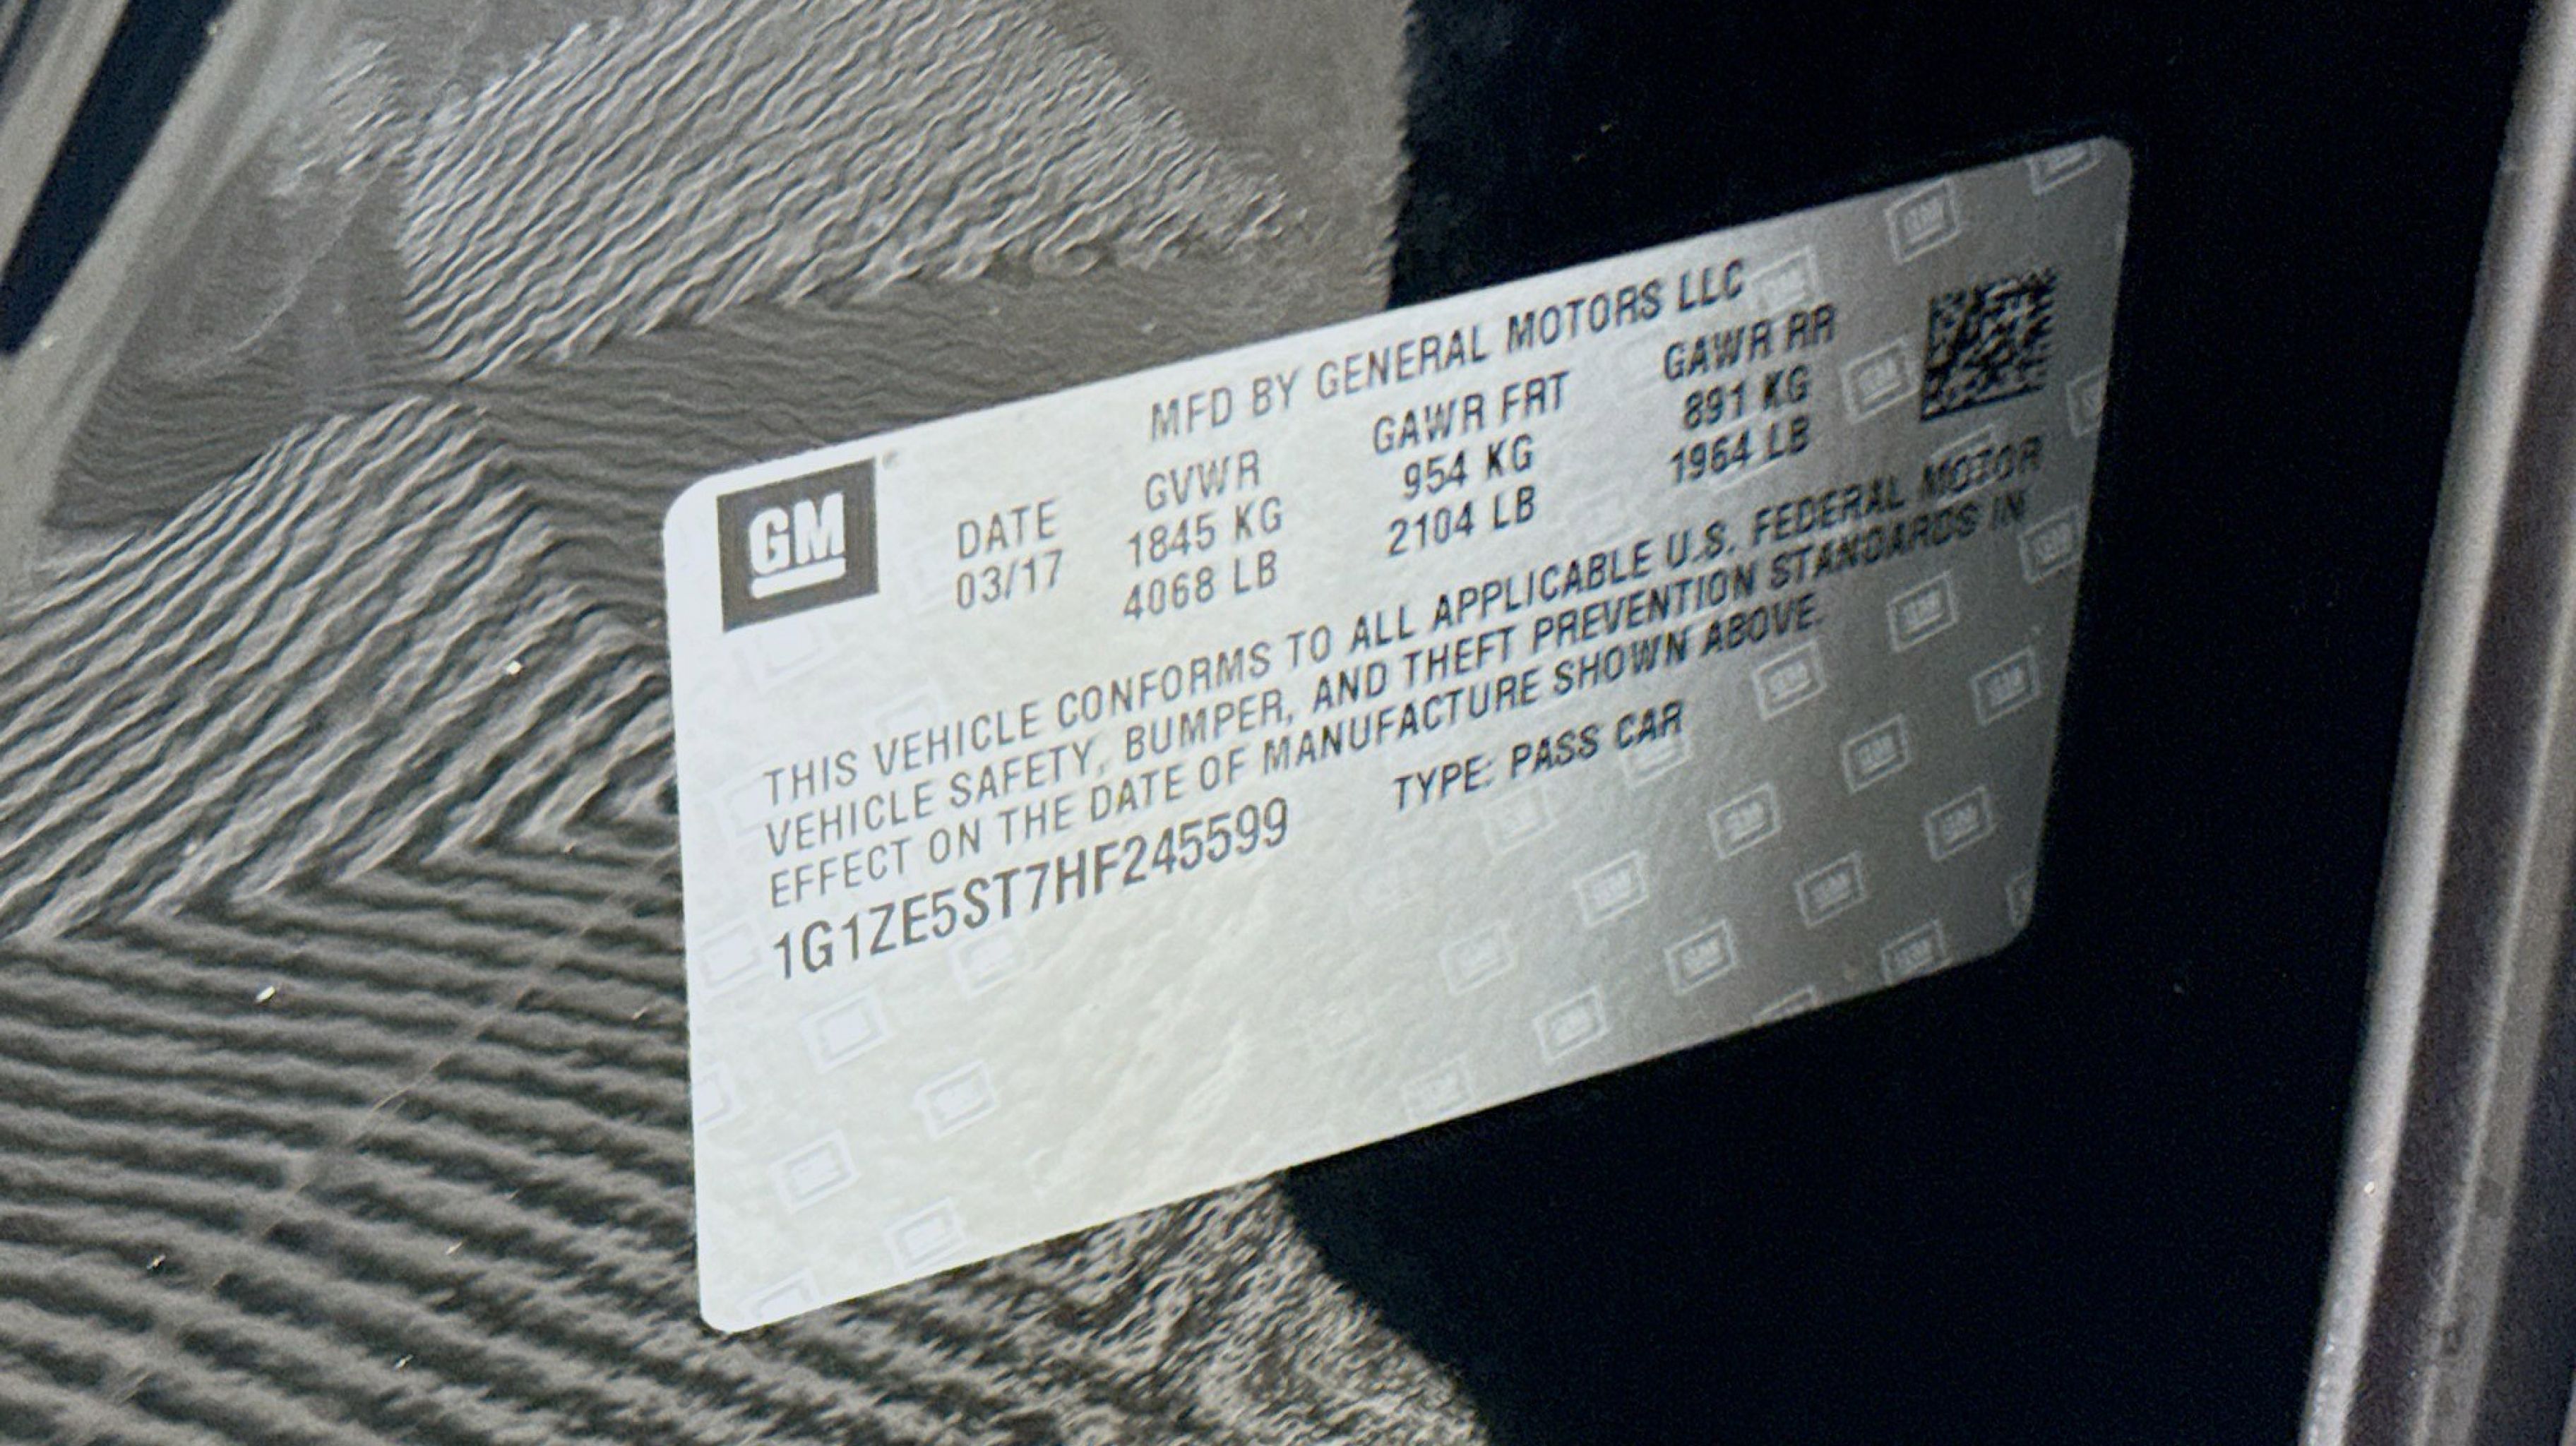 GM
MFD BY GENERAL MOTORS LLC
DATE GVWR GAWR FRT GAWR RR
03/17 1845 KG 954 KG 891 KG
4068 LB 2104 LB 1964 LB
THIS VEHICLE CONFORMS TO ALL APPLICABLE U.S. FEDERAL MOTOR
VEHICLE SAFETY, BUMPER, AND THEFT PREVENTION STANDARDS IN
EFFECT ON THE DATE OF MANUFACTURE SHOWN ABOVE.
1G1ZE5ST7HF245599 TYPE: PASS CAR